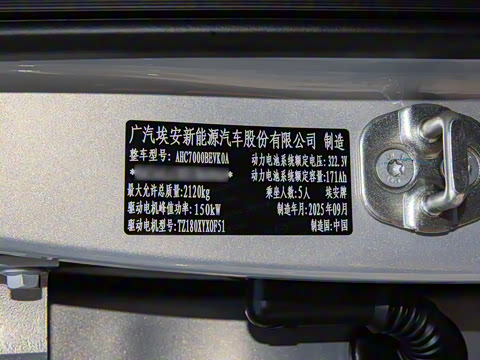 广汽埃安新能源汽车股份有限公司 制造
整车型号: AHC7000BEVK0A 动力电池系统额定电压: 322.3V
* * 动力电池系统额定容量: 171Ah
最大允许总质量: 2120kg 乘坐人数: 5人 埃安牌
驱动电机峰值功率: 150kW 制造年月: 2025年09月
驱动电机型号: TZ180XYX0F51 制造国: 中国